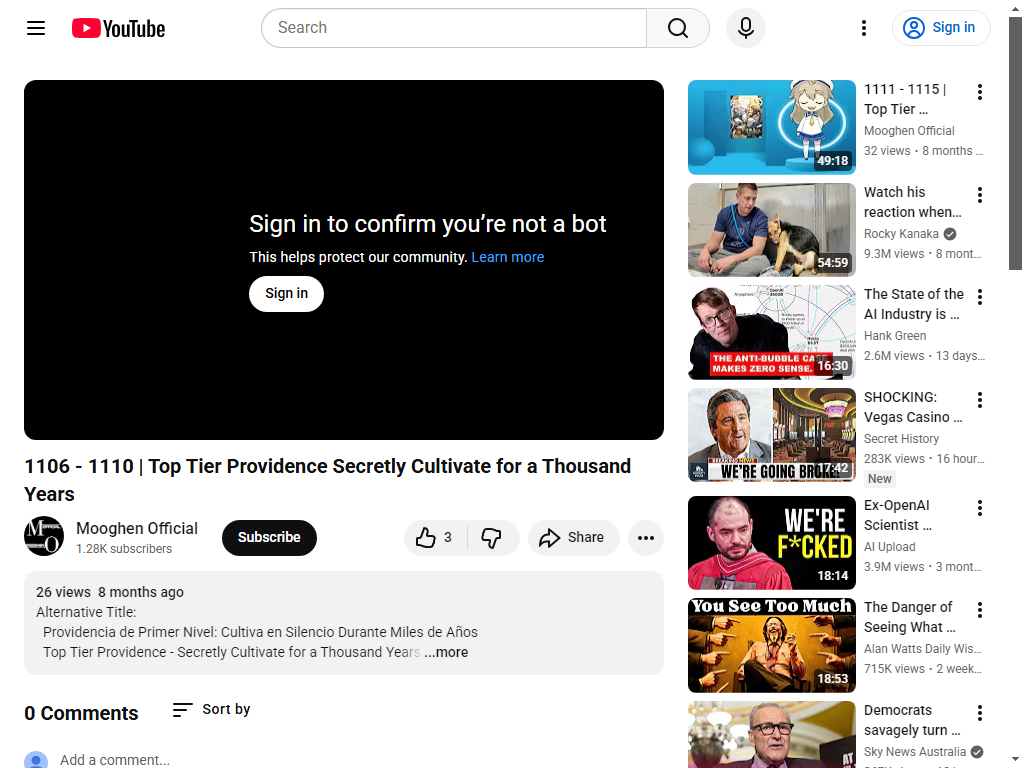 YouTube
Search
Sign in
Sign in to confirm you're not a bot
This helps protect our community. Learn more
Sign in
1106 - 1110 | Top Tier Providence Secretly Cultivate for a Thousand
Years
Mooghen Official
1.28K subscribers
Subscribe
3
Share
26 views 8 months ago
Alternative Title:
Providencia de Primer Nivel: Cultiva en Silencio Durante Miles de Años
Top Tier Providence - Secretly Cultivate for a Thousand Years ...more
0 Comments
Sort by
Add a comment...
49:18
1111 - 1115 |
Top Tier ...
Mooghen Official
32 views • 8 months ...
54:59
Watch his
reaction when...
Rocky Kanaka
9.3M views • 8 mont...
THE ANTI-BUBBLE CA
MAKES ZERO SENSE.
16:30
The State of the
AI Industry is ...
Hank Green
2.6M views • 13 days...
BREAKING NEWS
WE'RE GOING BROKE!
17:42
SHOCKING:
Vegas Casino ...
Secret History
283K views • 16 hour...
New
WE'RE
F*CKED
18:14
Ex-OpenAI
Scientist ...
AI Upload
3.9M views • 3 mont...
You See Too Much
18:53
The Danger of
Seeing What ...
Alan Watts Daily Wis...
715K views • 2 week...
Democrats
savagely turn ...
Sky News Australia